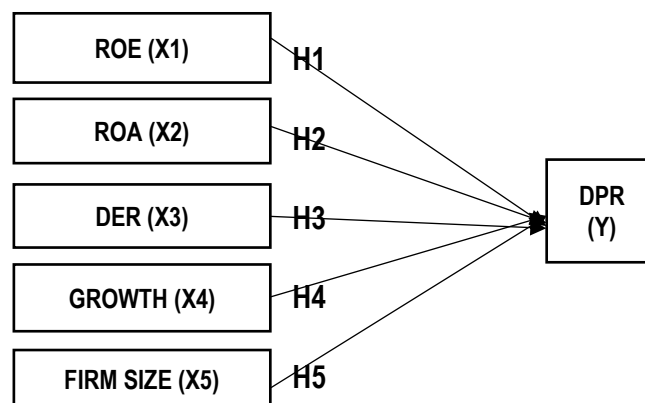 ROE (X1)
H1
ROA (X2)
H2
DER (X3)
H3
GROWTH (X4)
H4
FIRM SIZE (X5)
H5
DPR
(Y)